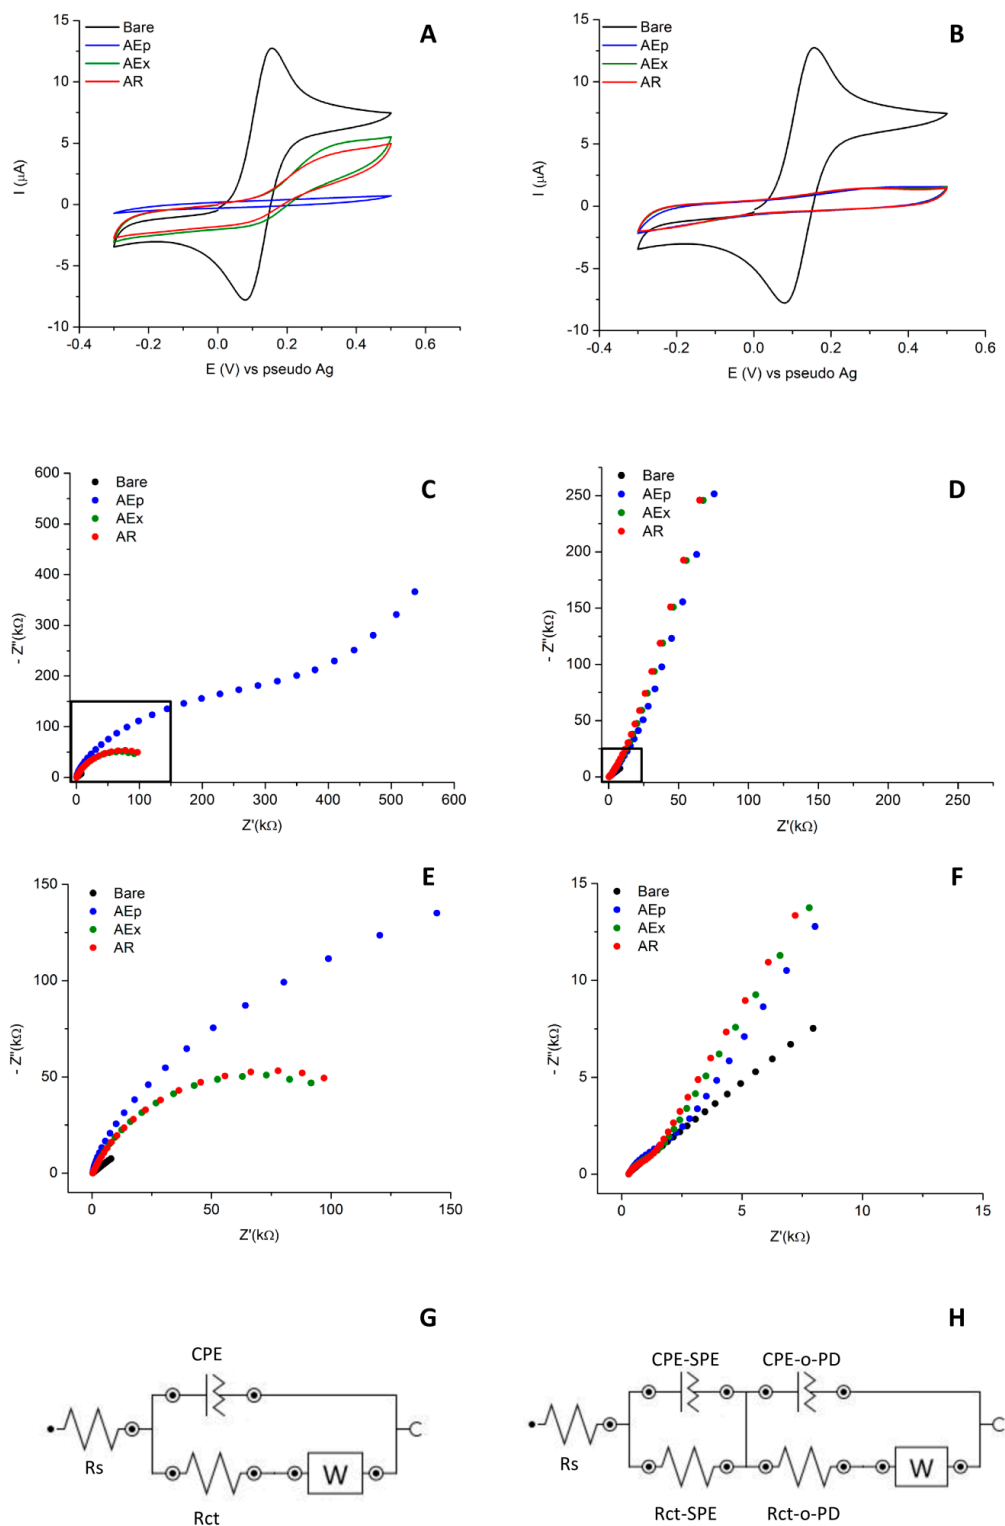 A
Bare
AEp
AEx
AR
15
10
5
0
-5
-10
I (μA)
-0.4 -0.2 0.0 0.2 0.4 0.6
E (V) vs pseudo Ag
B
Bare
AEp
AEx
AR
15
10
5
0
-5
-10
I (μA)
-0.4 -0.2 0.0 0.2 0.4 0.6
E (V) vs pseudo Ag
C
Bare
AEp
AEx
AR
600
500
400
300
200
100
0
- Z''(kΩ)
0 100 200 300 400 500 600
Z'(kΩ)
D
Bare
AEp
AEx
AR
250
200
150
100
50
0
- Z''(kΩ)
0 50 100 150 200 250
Z'(kΩ)
E
Bare
AEp
AEx
AR
150
100
50
0
- Z''(kΩ)
0 50 100 150
Z'(kΩ)
F
Bare
AEp
AEx
AR
15
10
5
0
- Z''(kΩ)
0 5 10 15
Z'(kΩ)
G
CPE
Rs
W
Rct
H
CPE-SPE CPE-o-PD
Rs
W
Rct-SPE Rct-o-PD